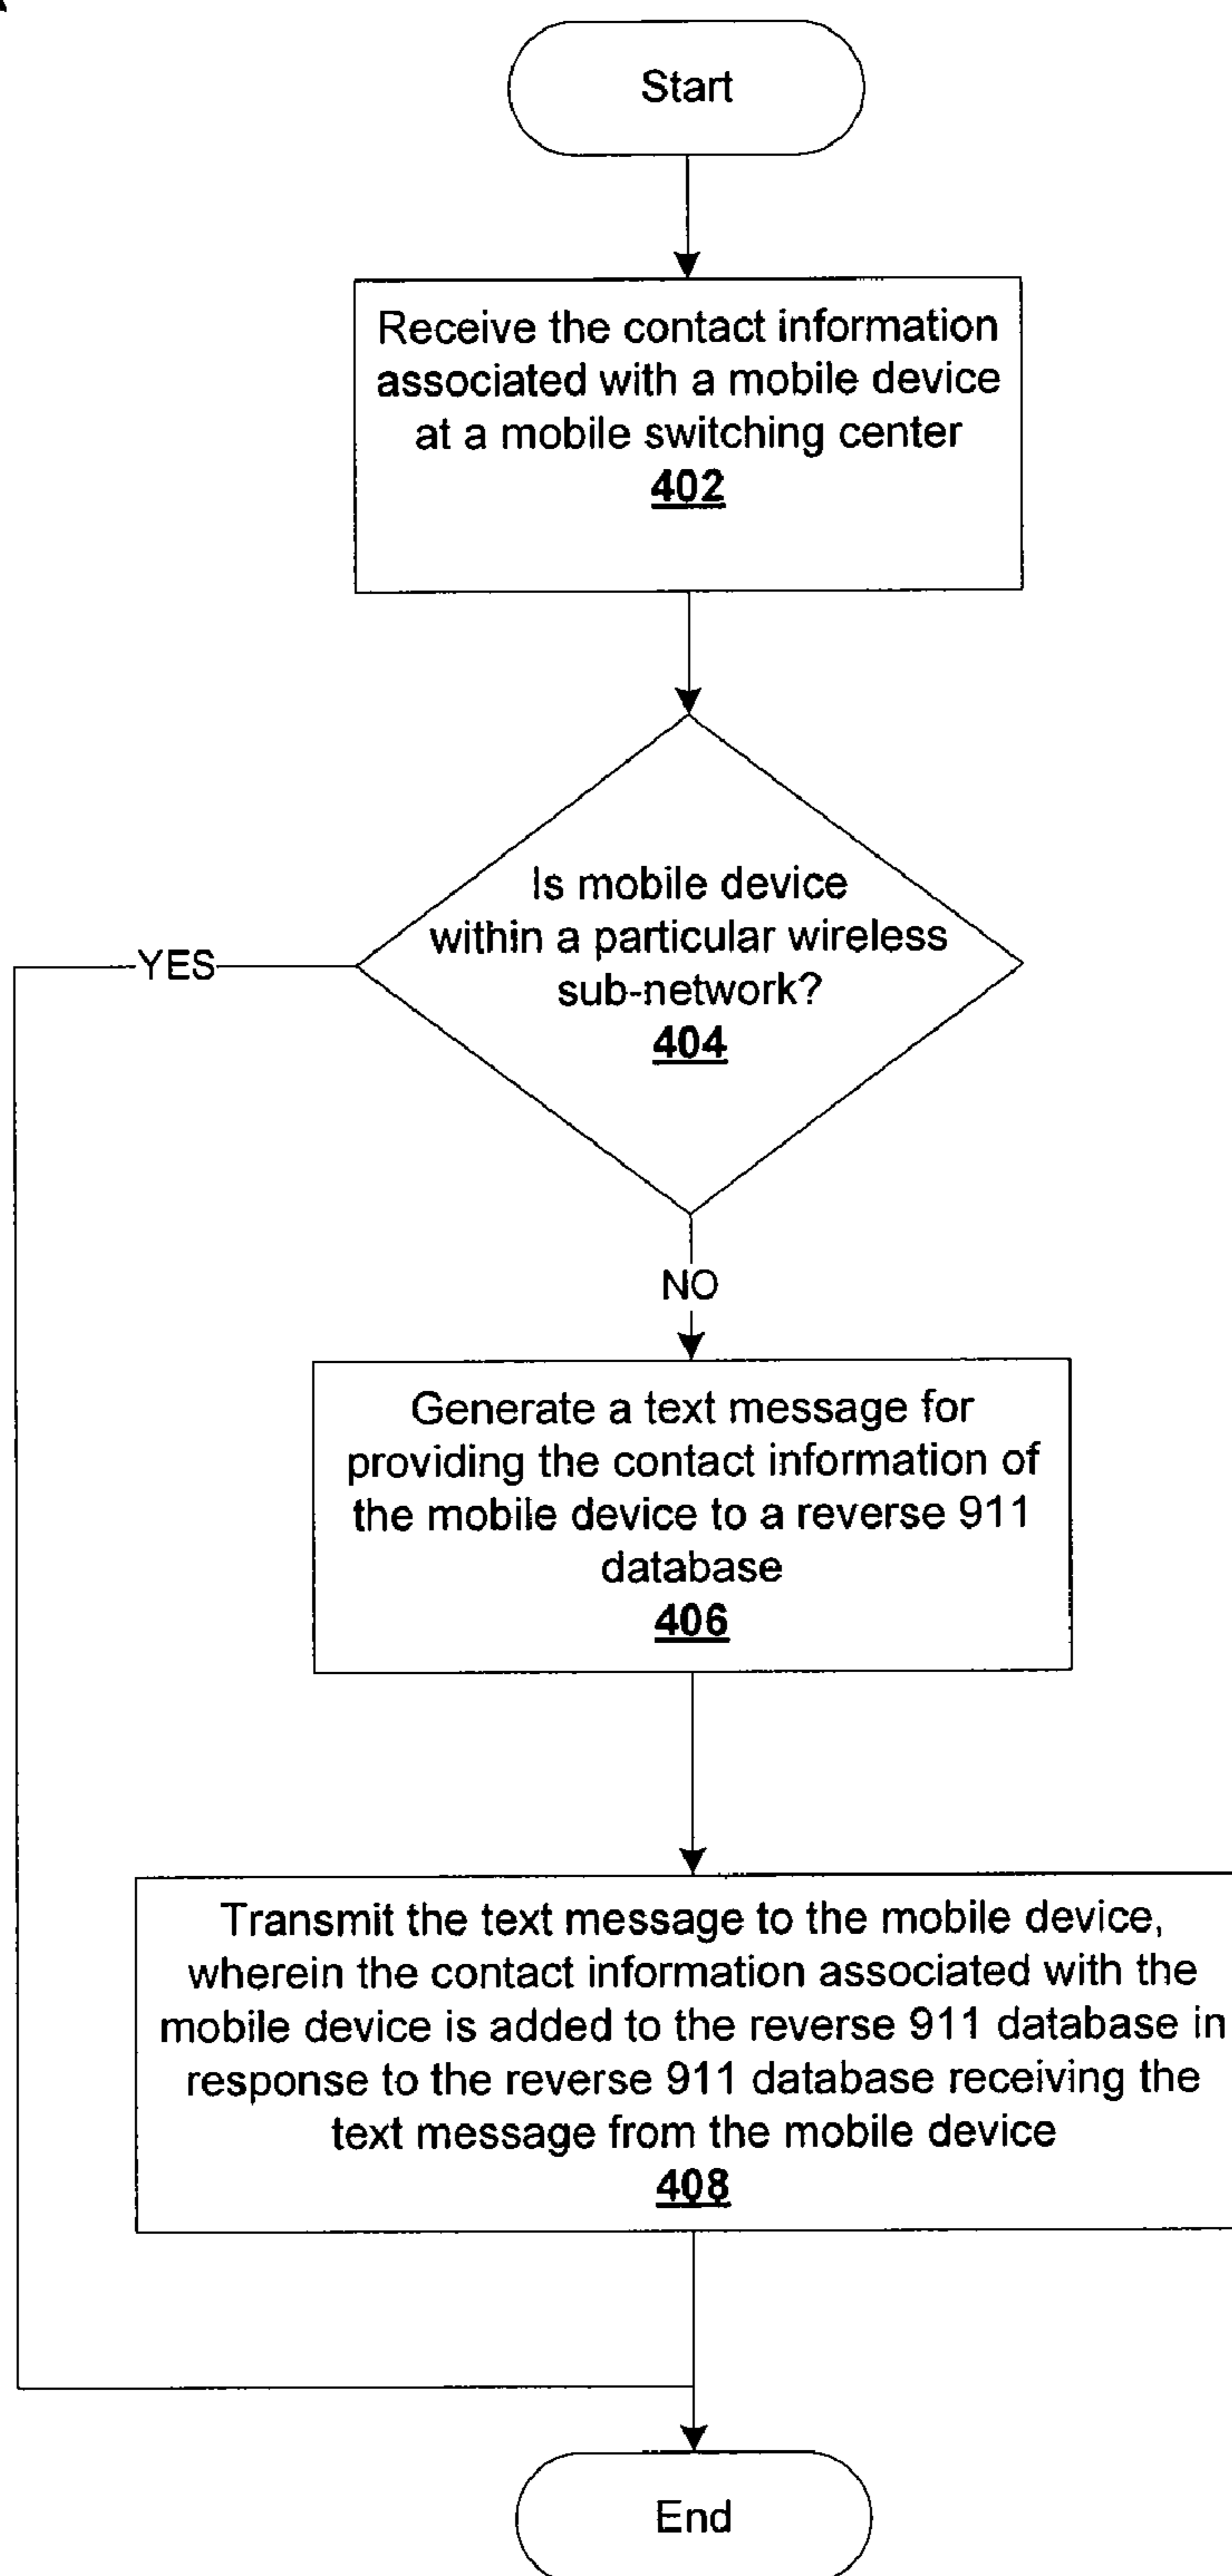 Start
Receive the contact information
associated with a mobile device
at a mobile switching center
402
Is mobile device
within a particular wireless
sub-network?
404
YES
NO
Generate a text message for
providing the contact information of
the mobile device to a reverse 911
database
406
Transmit the text message to the mobile device,
wherein the contact information associated with the
mobile device is added to the reverse 911 database in
response to the reverse 911 database receiving the
text message from the mobile device
408
End